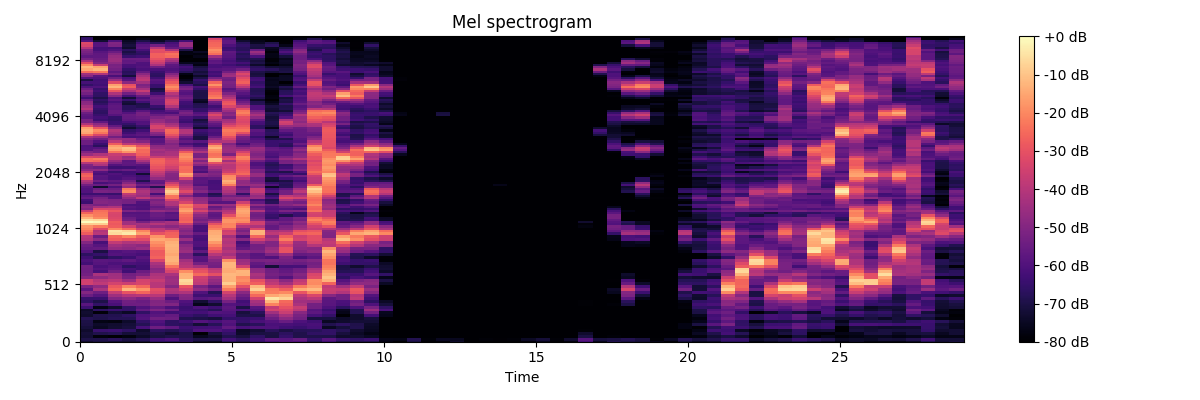 Mel spectrogram
Hz
8192
4096
2048
1024
512
0
0 5 10 15 20 25
Time
+0 dB
-10 dB
-20 dB
-30 dB
-40 dB
-50 dB
-60 dB
-70 dB
-80 dB